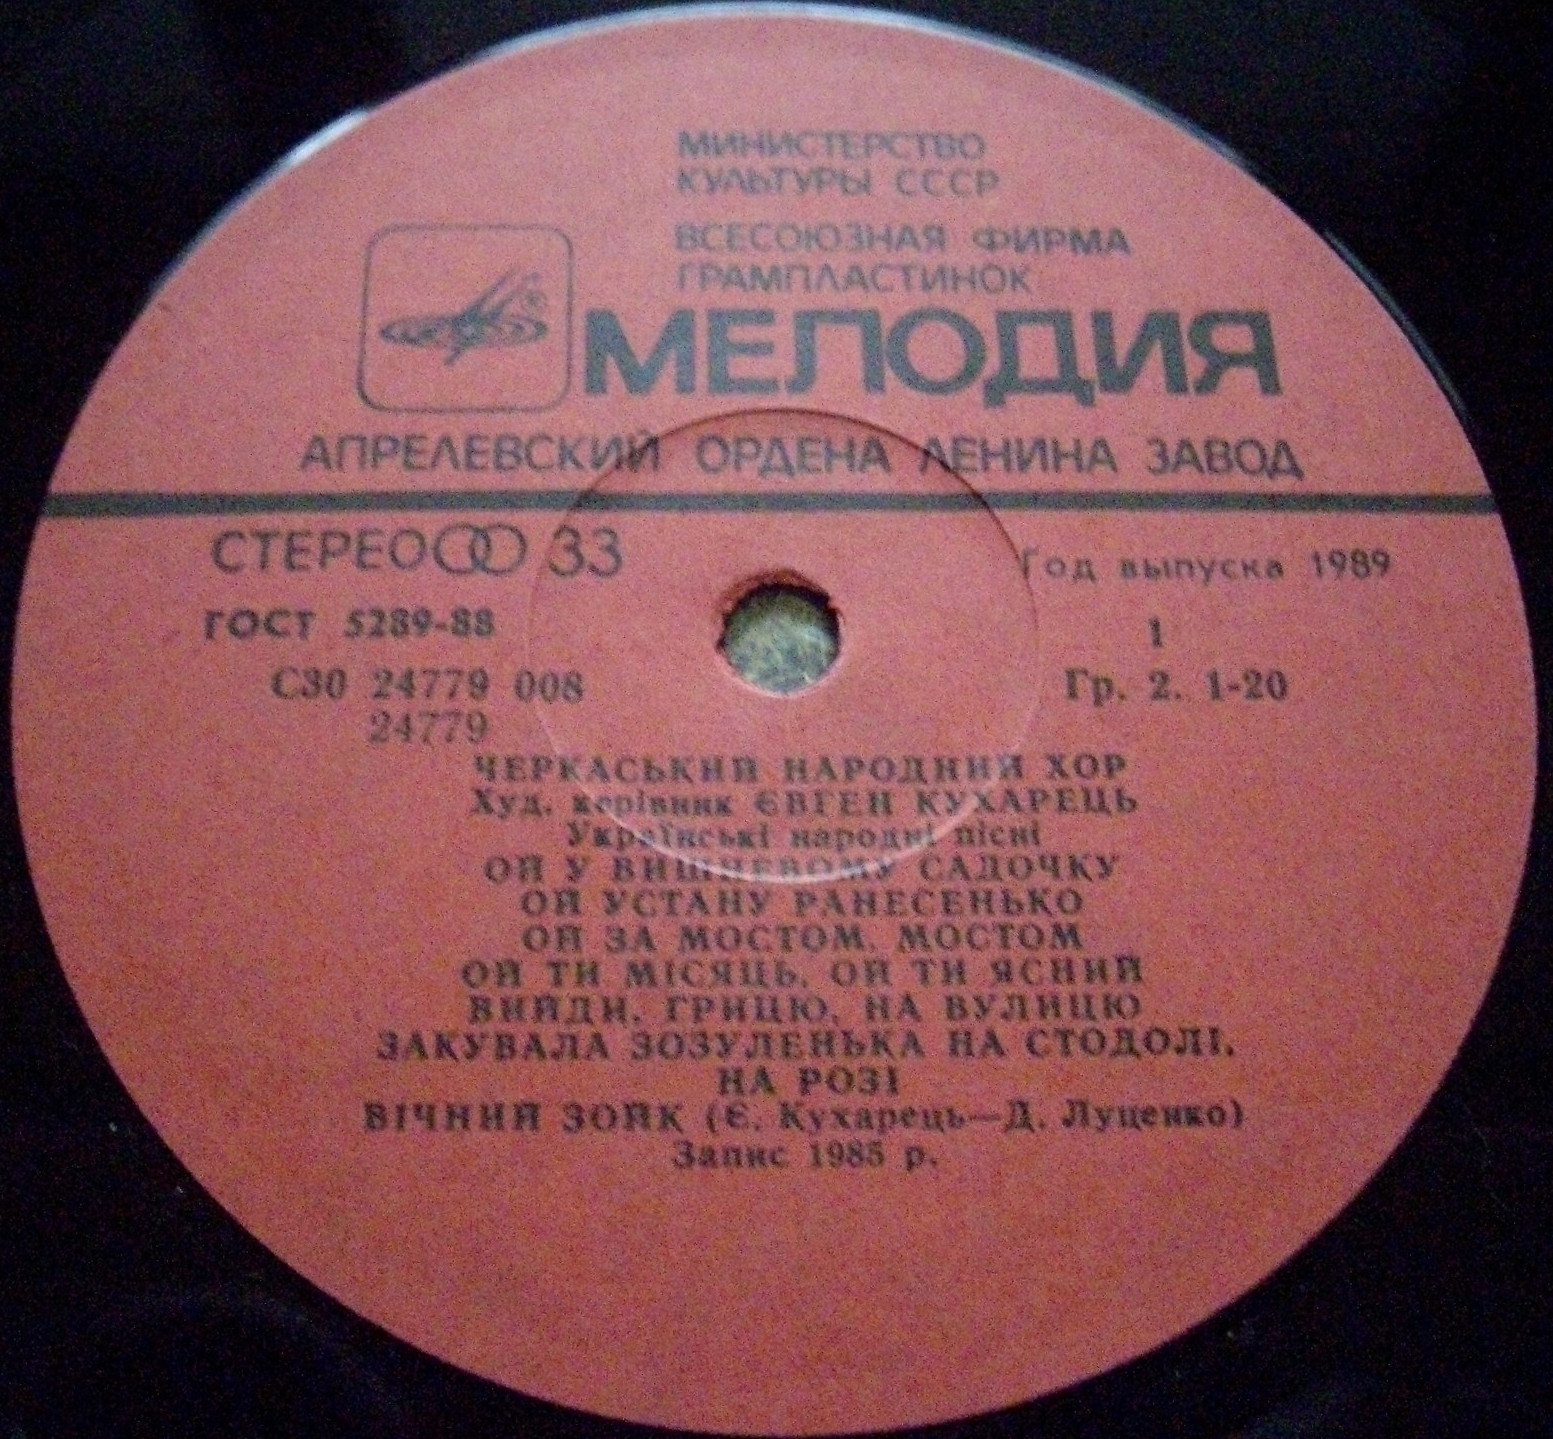 МИНИСТЕРСТВО
КУЛЬТУРЫ СССР
ВСЕСОЮЗНАЯ ФИРМА
ГРАМПЛАСТИНОК
МЕЛОДИЯ
АПРЕЛЕВСКИЙ ОРДЕНА ЛЕНИНА ЗАВОД
СТЕРЕО 33
Год выпуска 1989
ГОСТ 5289-88
1
С30 24779 008
Гр. 2. 1-20
24779
ЧЕРКАСЬКИЙ НАРОДНИЙ ХОР
Худ. керівник ЄВГЕН КУХАРЕЦЬ
Українські народні пісні
ОЙ У ВИШНЕВОМУ САДОЧКУ
ОЙ УСТАНУ РАНЕСЕНЬКО
ОЙ ЗА МОСТОМ, МОСТОМ
ОЙ ТИ МІСЯЦЬ, ОЙ ТИ ЯСНИЙ
ВИЙДИ, ГРИЦЮ, НА ВУЛИЦЮ
ЗАКУВАЛА ЗОЗУЛЕНЬКА НА СТОДОЛІ,
НА РОЗІ
ВІЧНИЙ ЗОЙК (Є. Кухарець—Д. Луценко)
Запис 1985 р.